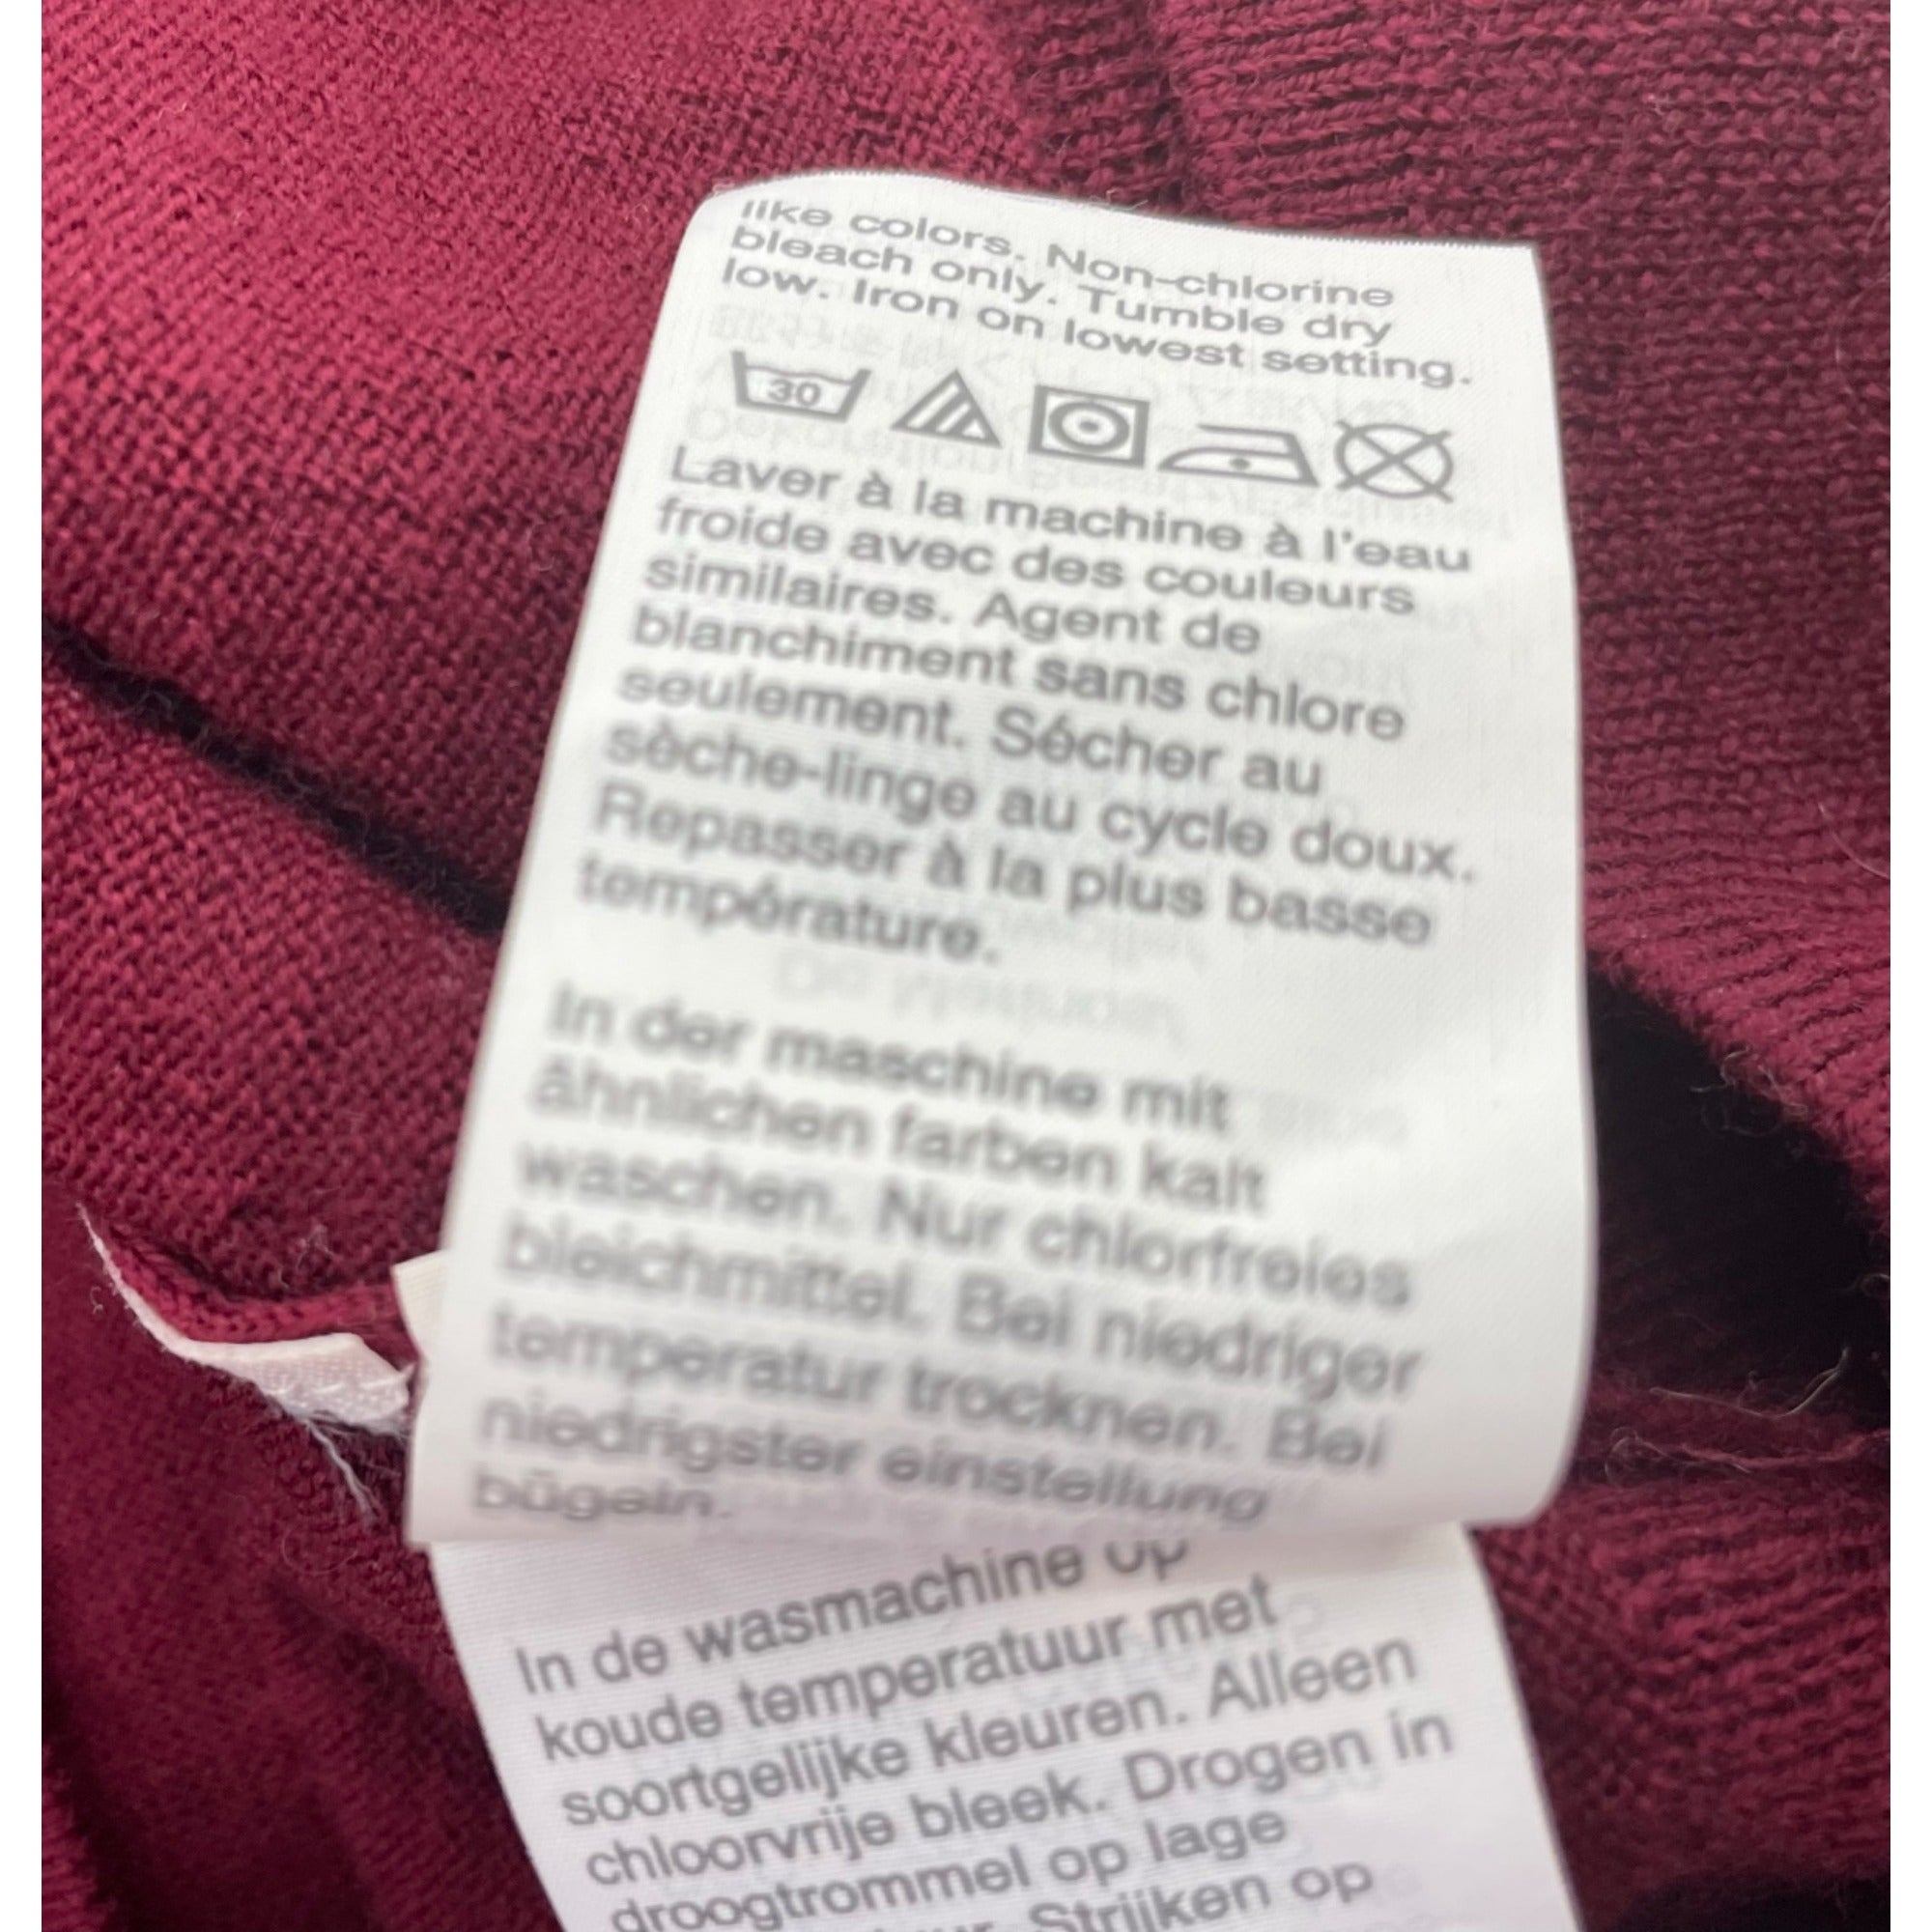 like colors. Non-chlorine
bleach only. Tumble dry
low. Iron on lowest setting.
30
Laver à la machine à l'eau
froide avec des couleurs
similaires. Agent de
blanchiment sans chlore
seulement. Sécher au
sèche-linge au cycle doux.
Repasser à la plus basse
température.
In der maschine mit
ähnlichen farben kalt
waschen. Nur chlorfreies
bleichmittel. Bei niedriger
temperatur trocknen. Bei
niedrigster einstellung
bügeln.
In de wasmachine op
koude temperatuur met
soortgelijke kleuren. Alleen
chloorvrije bleek. Drogen in
droogtrommel op lage
Strijken op